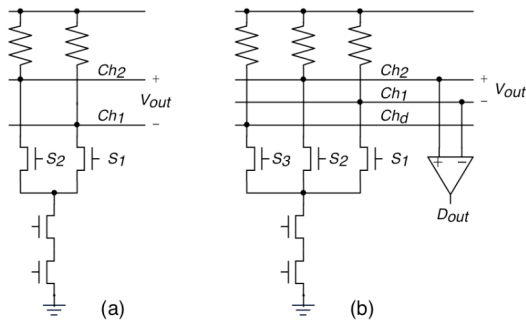 Ch2 +
Vout
Ch1 −
S2 S1
(a)
Ch2 +
Ch1 − Vout
Chd
S3 S2 S1
+ −
Dout
(b)